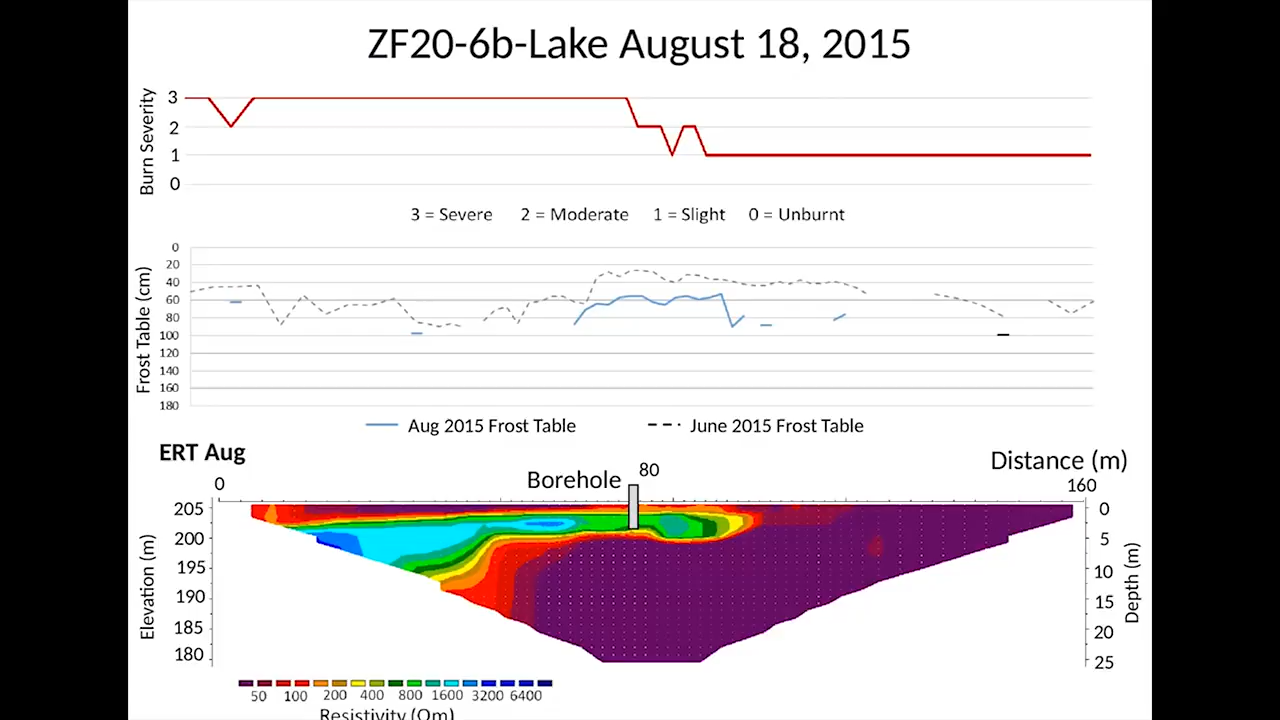 ZF20-6b-Lake August 18, 2015
Burn Severity
3
2
1
0
3 = Severe 2 = Moderate 1 = Slight 0 = Unburnt
Frost Table (cm)
0
20
40
60
80
100
120
140
160
180
Aug 2015 Frost Table June 2015 Frost Table
ERT Aug
Distance (m)
Borehole
0 80 160
Elevation (m)
205
200
195
190
185
180
0
5
10
15
20
25
Depth (m)
50 100 200 400 800 1600 3200 6400
Resistivity (Ωm)